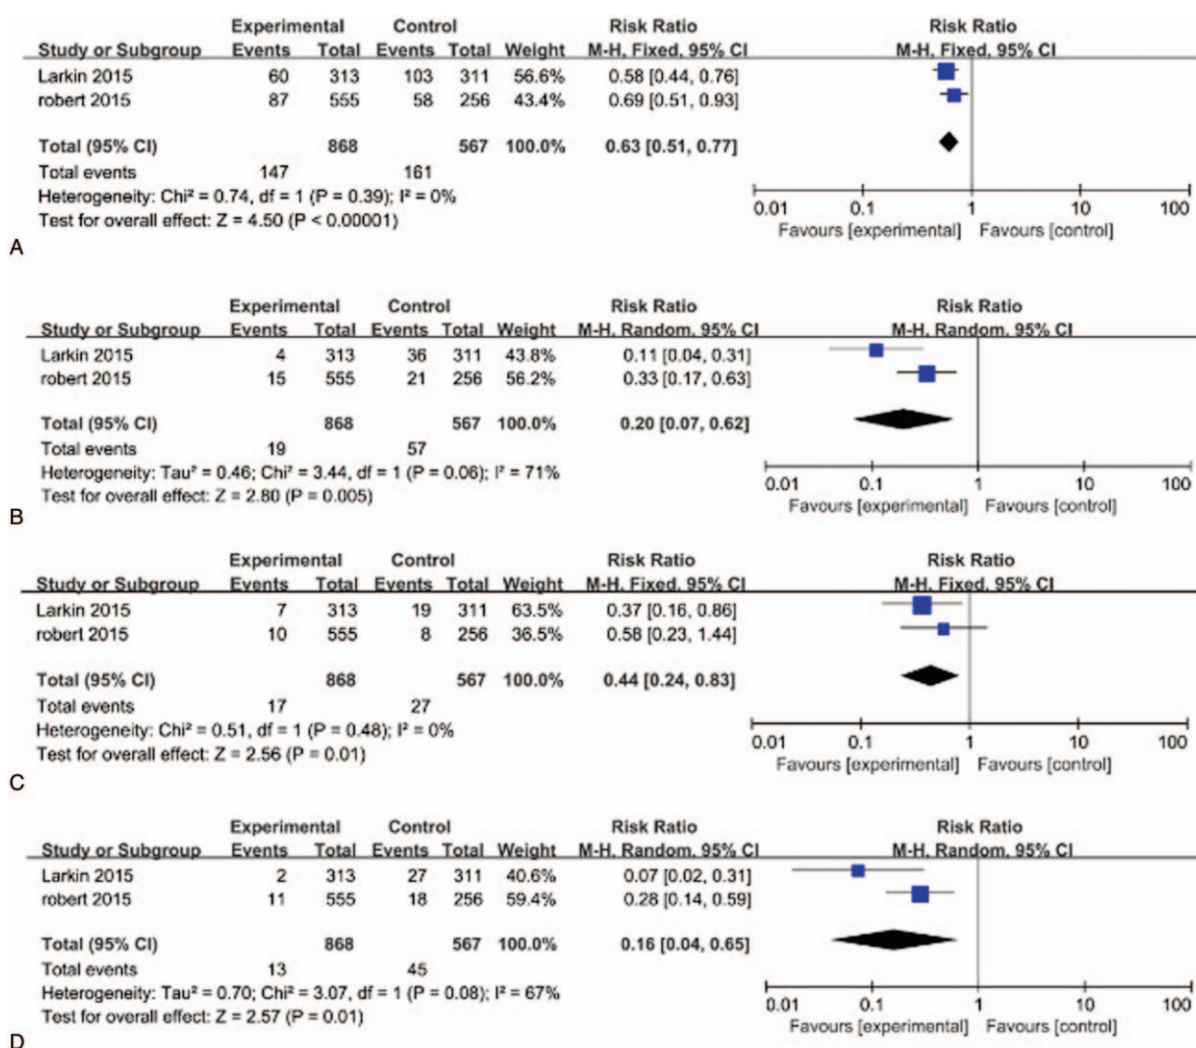 Experimental Control Risk Ratio Risk Ratio
Study or Subgroup Events Total Events Total Weight M-H, Fixed, 95% CI M-H, Fixed, 95% CI
Larkin 2015 60 313 103 311 56.6% 0.58 [0.44, 0.76]
robert 2015 87 555 58 256 43.4% 0.69 [0.51, 0.93]
Total (95% CI) 868 567 100.0% 0.63 [0.51, 0.77]
Total events 147 161
Heterogeneity: Chi² = 0.74, df = 1 (P = 0.39); I² = 0%
Test for overall effect: Z = 4.50 (P < 0.00001)
0.01 0.1 1 10 100
Favours [experimental] Favours [control]
A
Experimental Control Risk Ratio Risk Ratio
Study or Subgroup Events Total Events Total Weight M-H, Random, 95% CI M-H, Random, 95% CI
Larkin 2015 4 313 36 311 43.8% 0.11 [0.04, 0.31]
robert 2015 15 555 21 256 56.2% 0.33 [0.17, 0.63]
Total (95% CI) 868 567 100.0% 0.20 [0.07, 0.62]
Total events 19 57
Heterogeneity: Tau² = 0.46; Chi² = 3.44, df = 1 (P = 0.06); I² = 71%
Test for overall effect: Z = 2.80 (P = 0.005)
0.01 0.1 1 10 100
Favours [experimental] Favours [control]
B
Experimental Control Risk Ratio Risk Ratio
Study or Subgroup Events Total Events Total Weight M-H, Fixed, 95% CI M-H, Fixed, 95% CI
Larkin 2015 7 313 19 311 63.5% 0.37 [0.16, 0.86]
robert 2015 10 555 8 256 36.5% 0.58 [0.23, 1.44]
Total (95% CI) 868 567 100.0% 0.44 [0.24, 0.83]
Total events 17 27
Heterogeneity: Chi² = 0.51, df = 1 (P = 0.48); I² = 0%
Test for overall effect: Z = 2.56 (P = 0.01)
0.01 0.1 1 10 100
Favours [experimental] Favours [control]
C
Experimental Control Risk Ratio Risk Ratio
Study or Subgroup Events Total Events Total Weight M-H, Random, 95% CI M-H, Random, 95% CI
Larkin 2015 2 313 27 311 40.6% 0.07 [0.02, 0.31]
robert 2015 11 555 18 256 59.4% 0.28 [0.14, 0.59]
Total (95% CI) 868 567 100.0% 0.16 [0.04, 0.65]
Total events 13 45
Heterogeneity: Tau² = 0.70; Chi² = 3.07, df = 1 (P = 0.08); I² = 67%
Test for overall effect: Z = 2.57 (P = 0.01)
0.01 0.1 1 10 100
Favours [experimental] Favours [control]
D